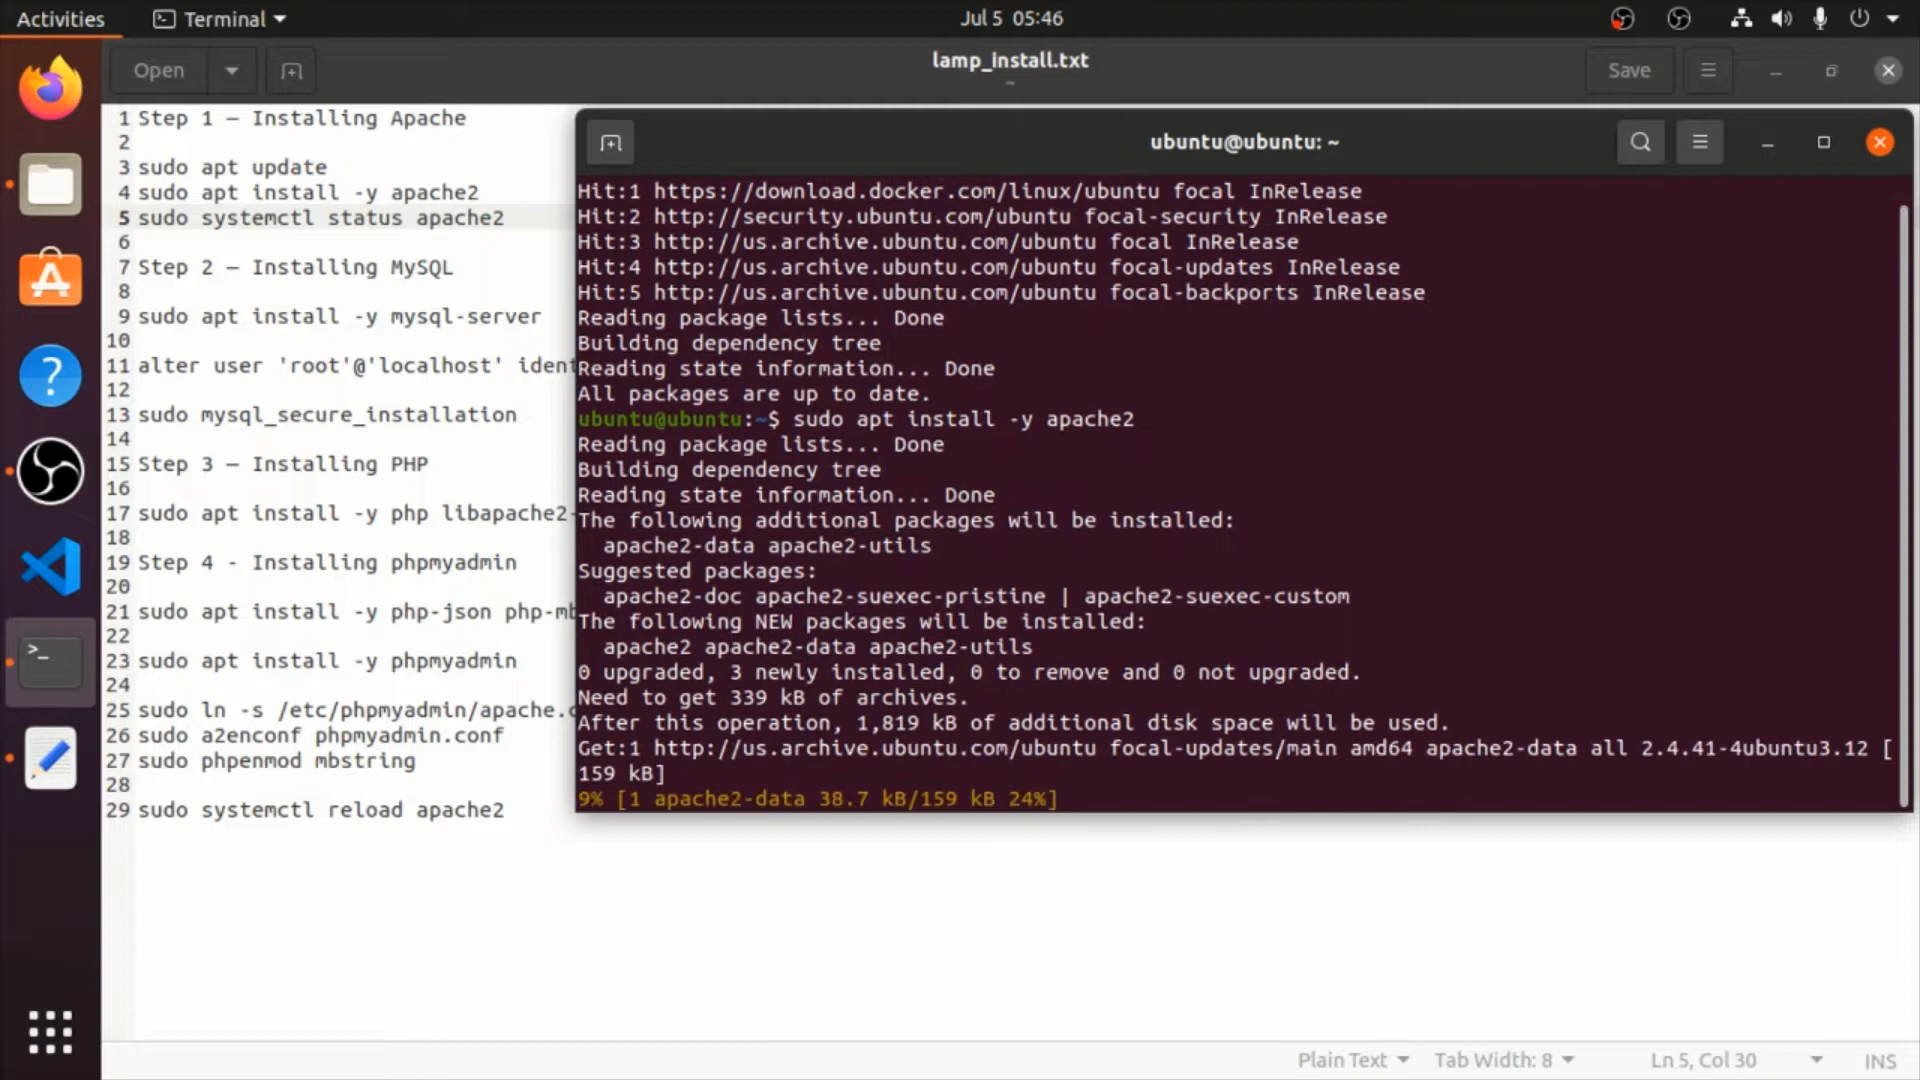 Activities
Terminal
Jul 5 05:46
Open
lamp_install.txt
~
Save
1 Step 1 – Installing Apache
2
3 sudo apt update
4 sudo apt install -y apache2
5 sudo systemctl status apache2
6
7 Step 2 – Installing MySQL
8
9 sudo apt install -y mysql-server
10
11 alter user 'root'@'localhost' ident
12
13 sudo mysql_secure_installation
14
15 Step 3 – Installing PHP
16
17 sudo apt install -y php libapache2-
18
19 Step 4 - Installing phpmyadmin
20
21 sudo apt install -y php-json php-mb
22
23 sudo apt install -y phpmyadmin
24
25 sudo ln -s /etc/phpmyadmin/apache.c
26 sudo a2enconf phpmyadmin.conf
27 sudo phpenmod mbstring
28
29 sudo systemctl reload apache2
ubuntu@ubuntu: ~
Hit:1 https://download.docker.com/linux/ubuntu focal InRelease
Hit:2 http://security.ubuntu.com/ubuntu focal-security InRelease
Hit:3 http://us.archive.ubuntu.com/ubuntu focal InRelease
Hit:4 http://us.archive.ubuntu.com/ubuntu focal-updates InRelease
Hit:5 http://us.archive.ubuntu.com/ubuntu focal-backports InRelease
Reading package lists... Done
Building dependency tree
Reading state information... Done
All packages are up to date.
ubuntu@ubuntu:~$ sudo apt install -y apache2
Reading package lists... Done
Building dependency tree
Reading state information... Done
The following additional packages will be installed:
apache2-data apache2-utils
Suggested packages:
apache2-doc apache2-suexec-pristine | apache2-suexec-custom
The following NEW packages will be installed:
apache2 apache2-data apache2-utils
0 upgraded, 3 newly installed, 0 to remove and 0 not upgraded.
Need to get 339 kB of archives.
After this operation, 1,819 kB of additional disk space will be used.
Get:1 http://us.archive.ubuntu.com/ubuntu focal-updates/main amd64 apache2-data all 2.4.41-4ubuntu3.12 [
159 kB]
9% [1 apache2-data 38.7 kB/159 kB 24%]
Plain Text
Tab Width: 8
Ln 5, Col 30
INS